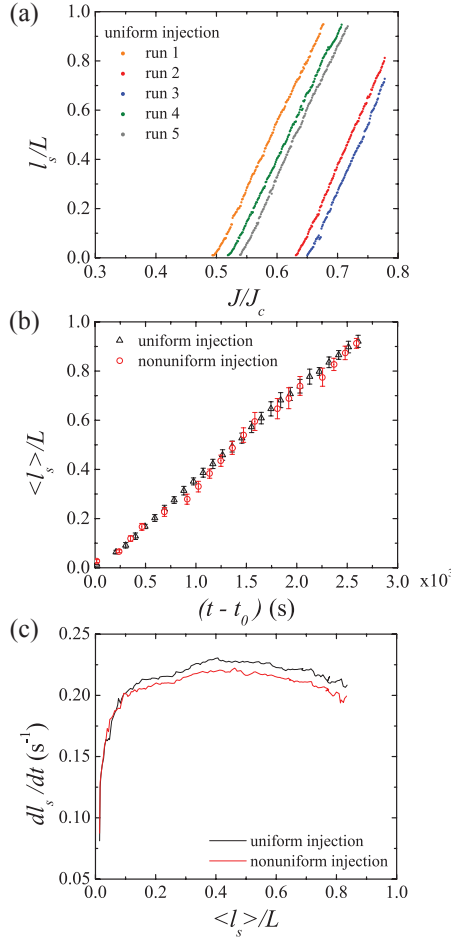 (a)
uniform injection
run 1
run 2
run 3
run 4
run 5
l_s/L
1.0
0.8
0.6
0.4
0.2
0.0
0.3 0.4 0.5 0.6 0.7 0.8
J/J_c
(b)
uniform injection
nonuniform injection
<l_s>/L
1.0
0.8
0.6
0.4
0.2
0.0
0.0 0.5 1.0 1.5 2.0 2.5 3.0
x10³
(t - t_0) (s)
(c)
dl_s/dt (s⁻¹)
0.25
0.20
0.15
0.10
0.05
uniform injection
nonuniform injection
0.0 0.2 0.4 0.6 0.8 1.0
<l_s>/L